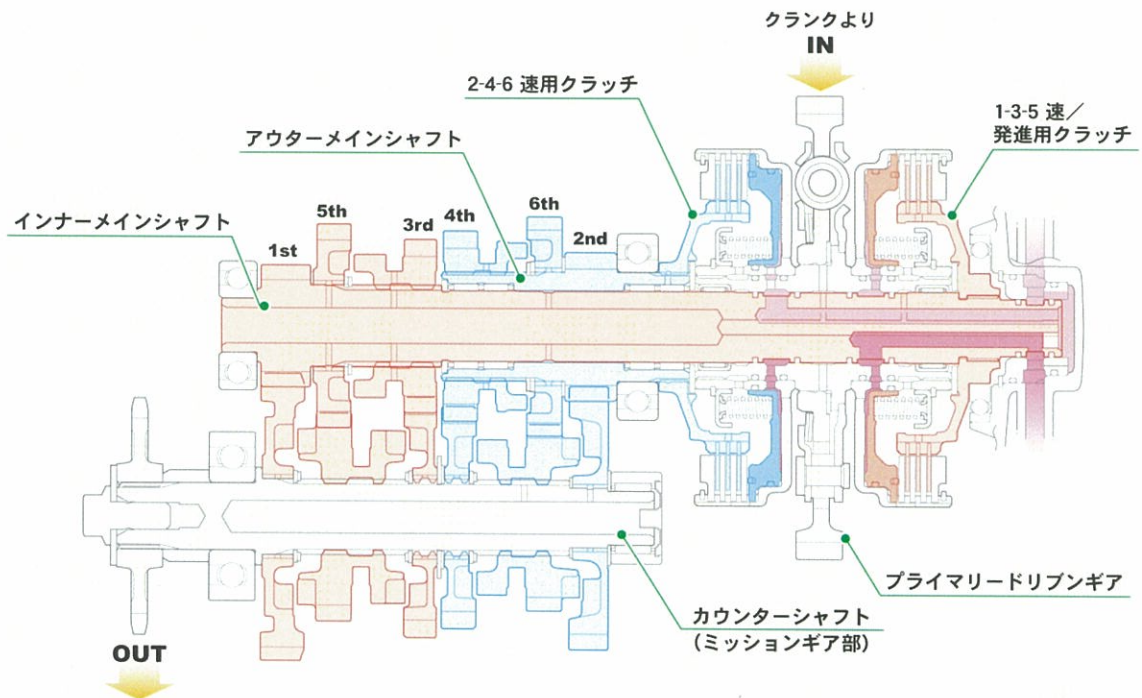 クランクより
IN
2-4-6 速用クラッチ
1-3-5 速／
発進用クラッチ
アウターメインシャフト
インナーメインシャフト
1st
5th
3rd
4th
6th
2nd
プライマリードリブンギア
カウンターシャフト
（ミッションギア部）
OUT